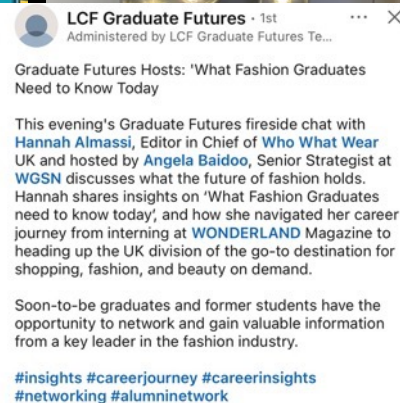 LCF Graduate Futures · 1st
Administered by LCF Graduate Futures Te...
Graduate Futures Hosts: 'What Fashion Graduates
Need to Know Today
This evening's Graduate Futures fireside chat with
Hannah Almassi, Editor in Chief of Who What Wear
UK and hosted by Angela Baidoo, Senior Strategist at
WGSN discusses what the future of fashion holds.
Hannah shares insights on 'What Fashion Graduates
need to know today', and how she navigated her career
journey from interning at WONDERLAND Magazine to
heading up the UK division of the go-to destination for
shopping, fashion, and beauty on demand.
Soon-to-be graduates and former students have the
opportunity to network and gain valuable information
from a key leader in the fashion industry.
#insights #careerjourney #careerinsights
#networking #alumninetwork